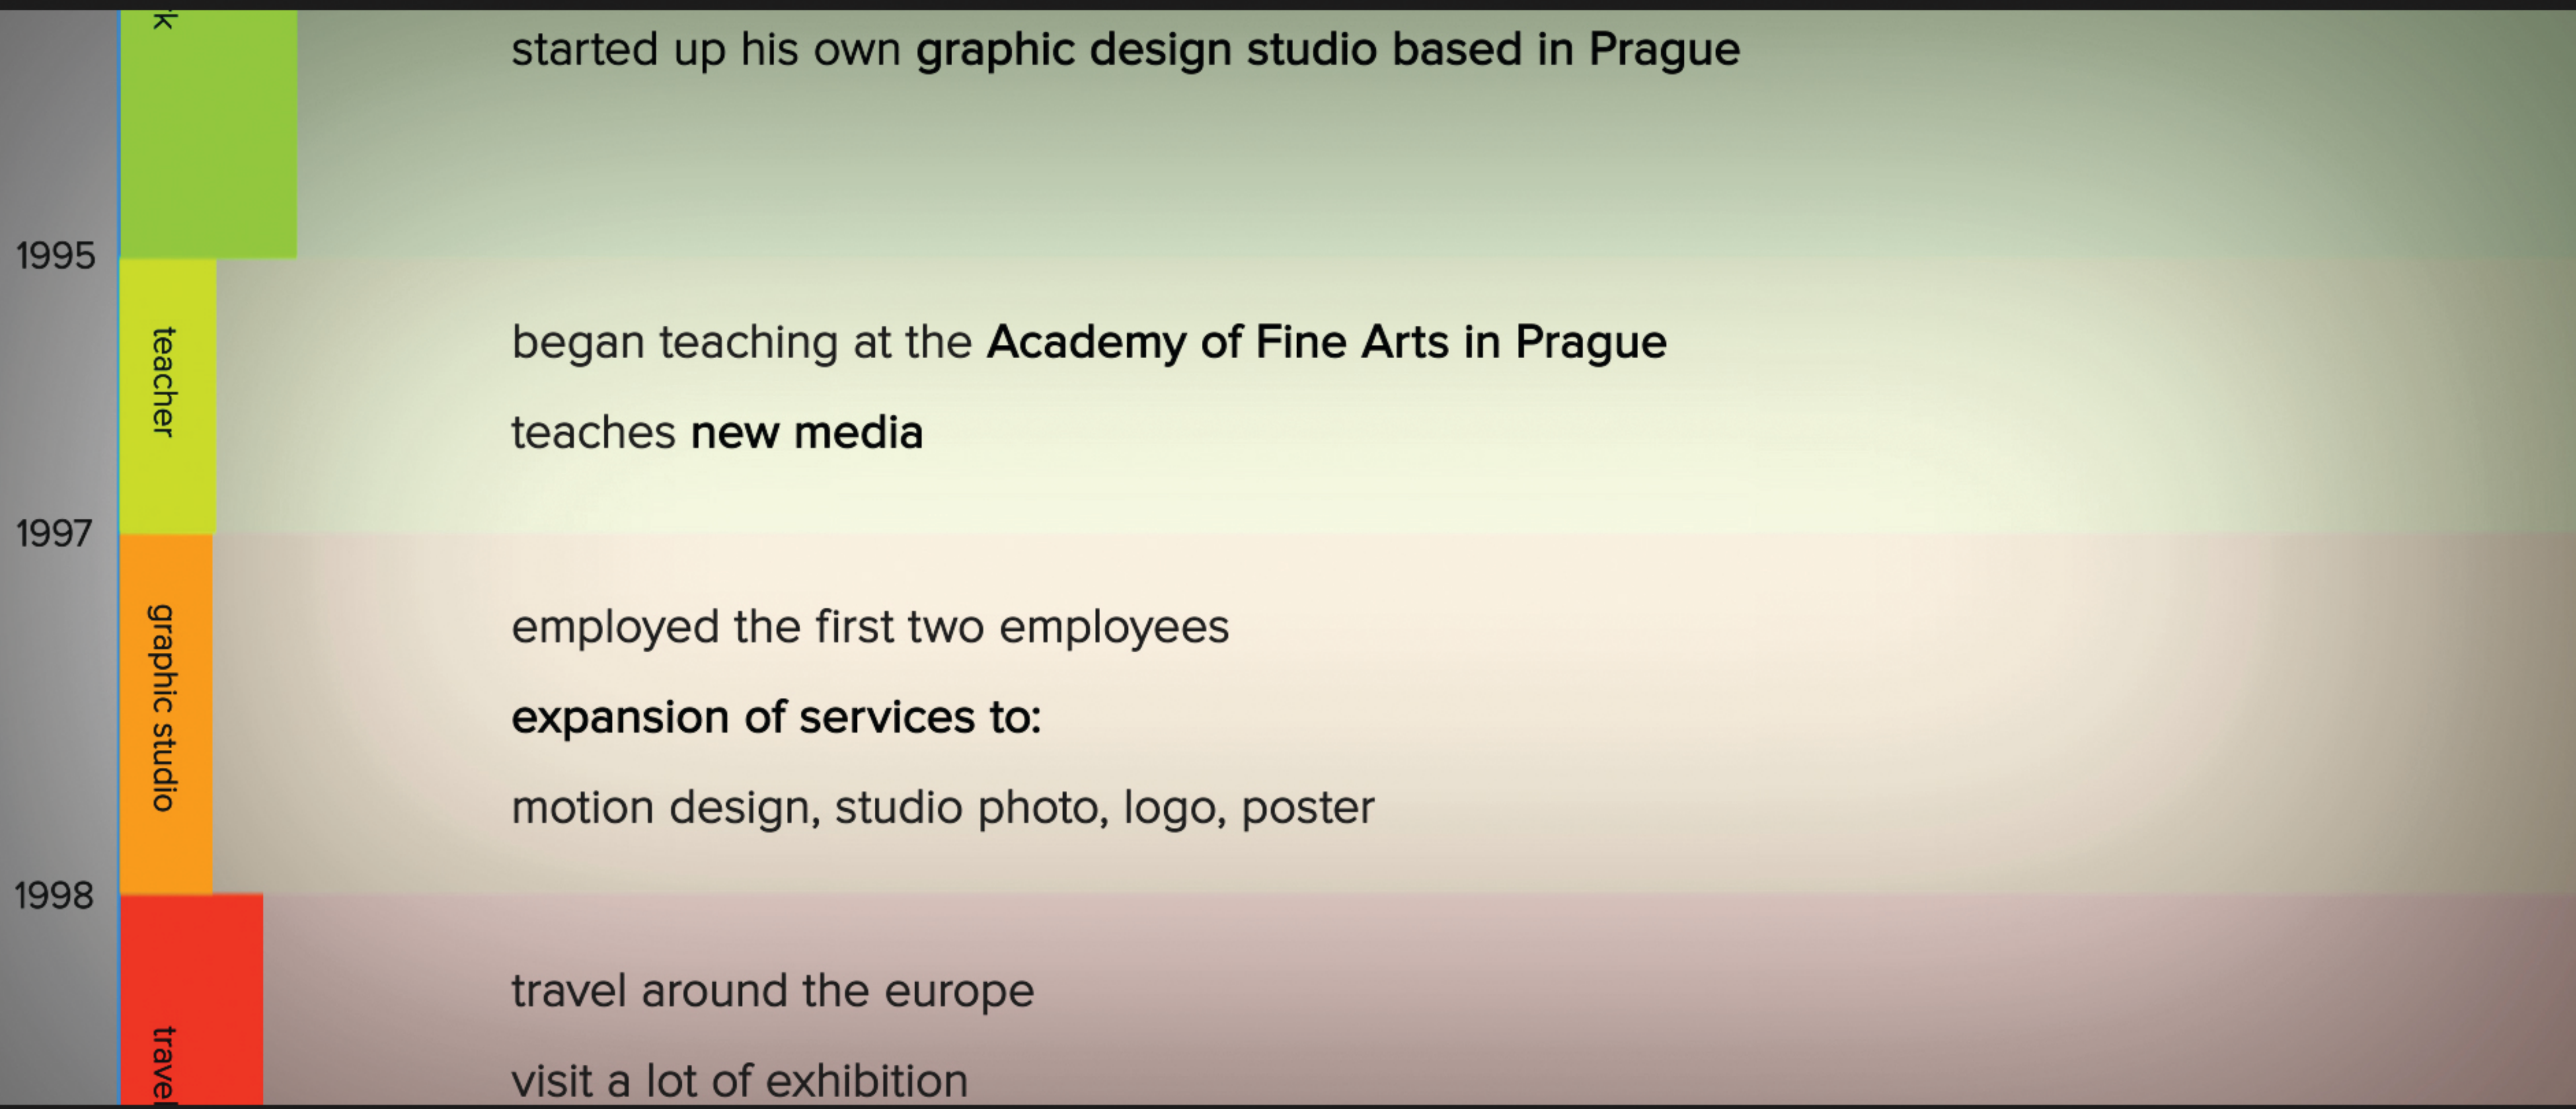 started up his own graphic design studio based in Prague
1995
teacher
began teaching at the Academy of Fine Arts in Prague
teaches new media
1997
graphic studio
employed the first two employees
expansion of services to:
motion design, studio photo, logo, poster
1998
travel
travel around the europe
visit a lot of exhibition